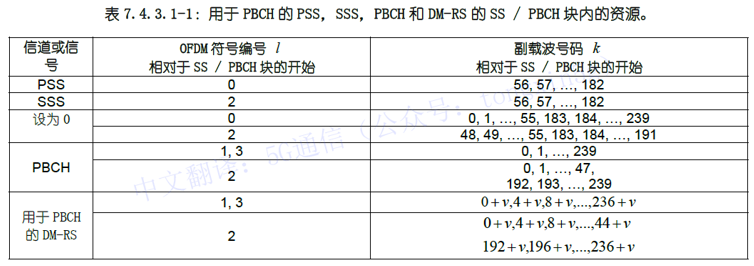 表 7.4.3.1-1: 用于 PBCH 的 PSS, SSS, PBCH 和 DM-RS 的 SS / PBCH 块内的资源。
信道或信号
OFDM 符号编号 l
相对于 SS / PBCH 块的开始
副载波号码 k
相对于 SS / PBCH 块的开始
PSS 0 56, 57, ..., 182
SSS 2 56, 57, ..., 182
设为 0 0 0, 1, ..., 55, 183, 184, ..., 239
2 48, 49, ..., 55, 183, 184, ..., 191
PBCH 1, 3 0, 1, ..., 239
2 0, 1, ..., 47,
192, 193, ..., 239
用于 PBCH
的 DM-RS
1, 3 0+v,4+v,8+v,...,236+v
2 0+v,4+v,8+v,...,44+v
192+v,196+v,...,236+v
中文翻译: 5G通信 (公众号: